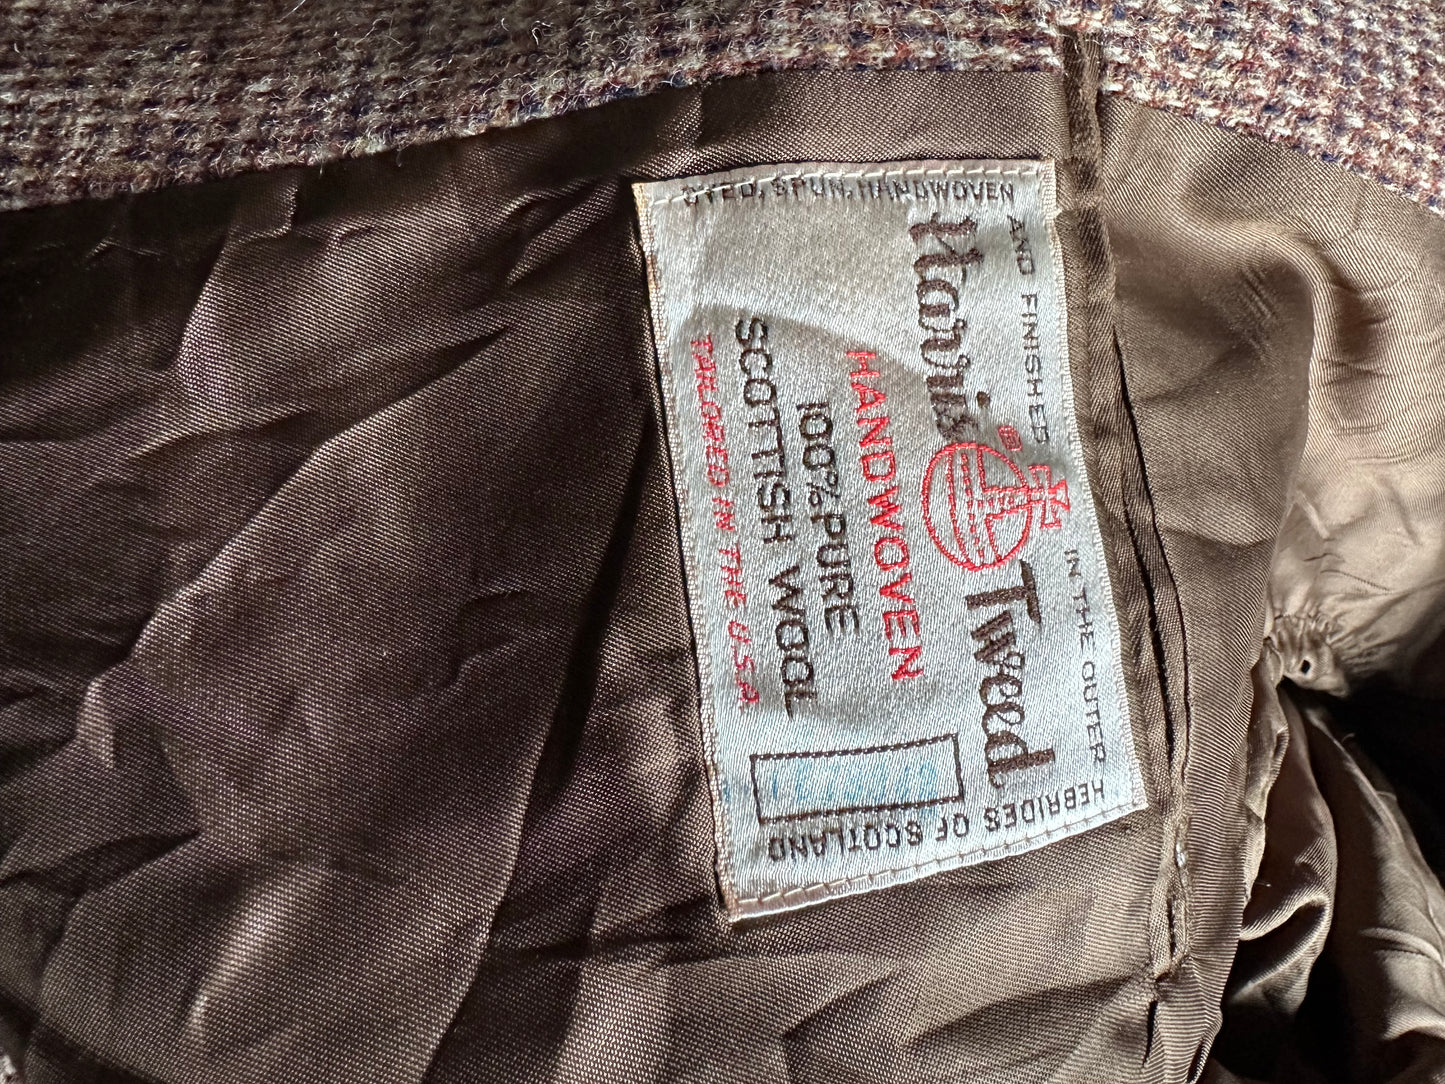 DYED, SPUN, HANDWOVEN
AND FINISHED
IN THE OUTER
HEBRIDES OF SCOTLAND
Harris Tweed
HANDWOVEN
100% PURE
SCOTTISH WOOL
TAILORED IN THE U.S.A.